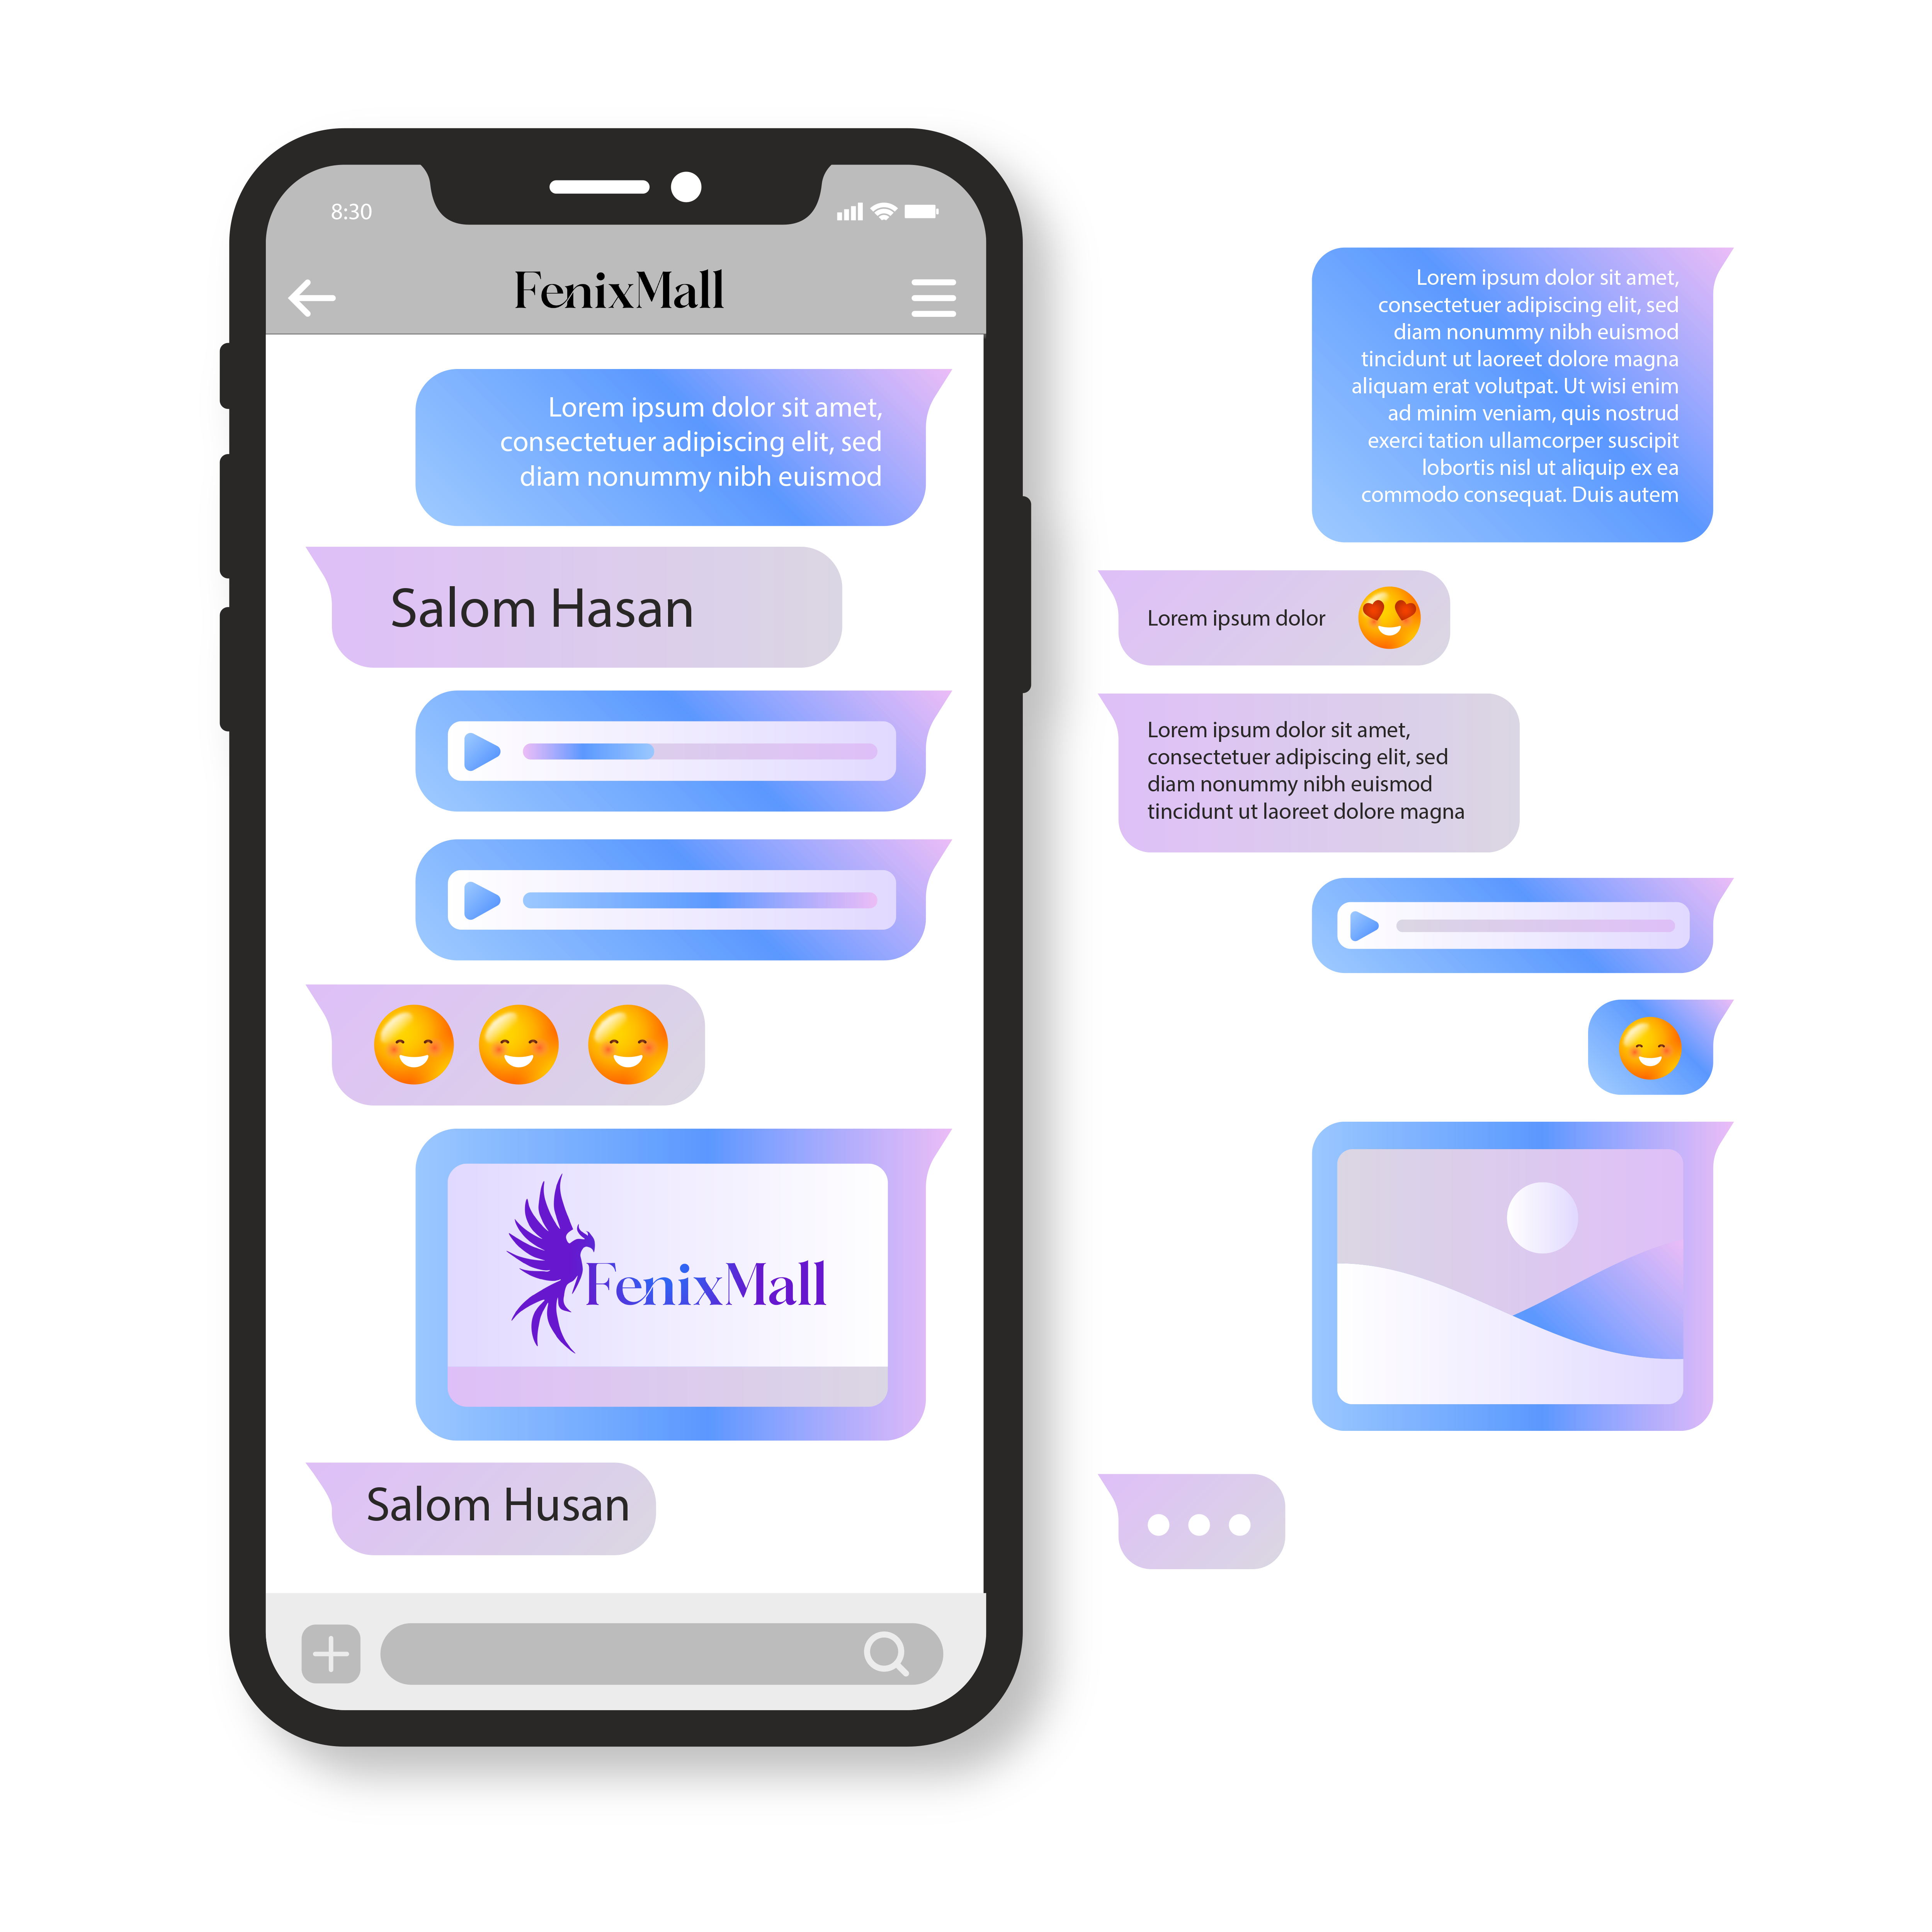 8:30
FenixMall
Lorem ipsum dolor sit amet,
consectetuer adipiscing elit, sed
diam nonummy nibh euismod
Salom Hasan
FenixMall
Salom Husan
Lorem ipsum dolor sit amet,
consectetuer adipiscing elit, sed
diam nonummy nibh euismod
tincidunt ut laoreet dolore magna
aliquam erat volutpat. Ut wisi enim
ad minim veniam, quis nostrud
exerci tation ullamcorper suscipit
lobortis nisl ut aliquip ex ea
commodo consequat. Duis autem
Lorem ipsum dolor
Lorem ipsum dolor sit amet,
consectetuer adipiscing elit, sed
diam nonummy nibh euismod
tincidunt ut laoreet dolore magna